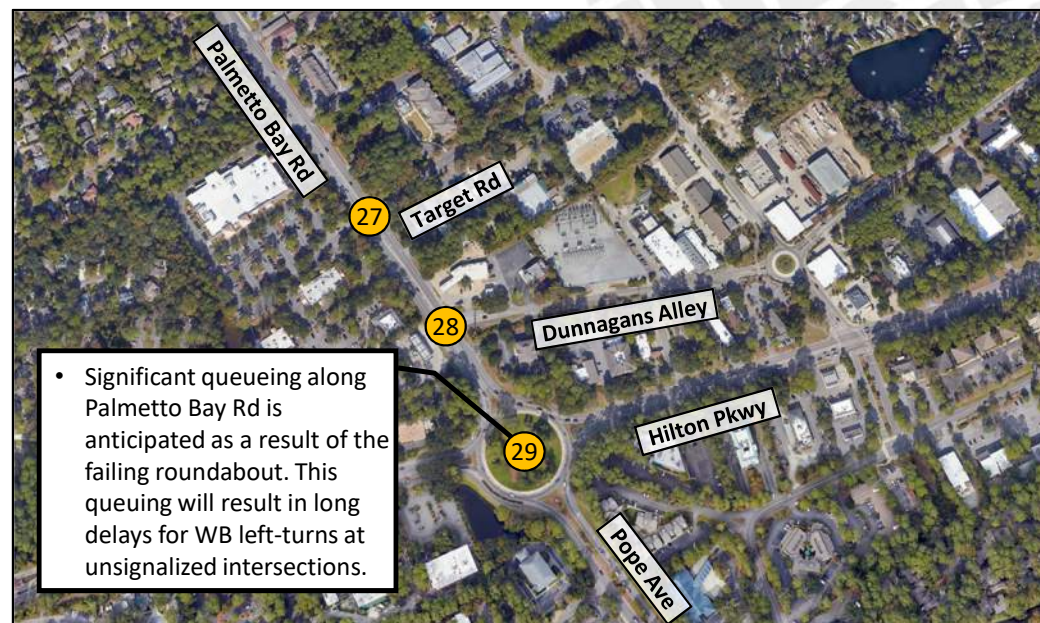 Palmetto Bay Rd
27
Target Rd
28
Dunnagans Alley
• Significant queueing along
Palmetto Bay Rd is
anticipated as a result of the
failing roundabout. This
queuing will result in long
delays for WB left-turns at
unsignalized intersections.
Hilton Pkwy
29
Pope Ave